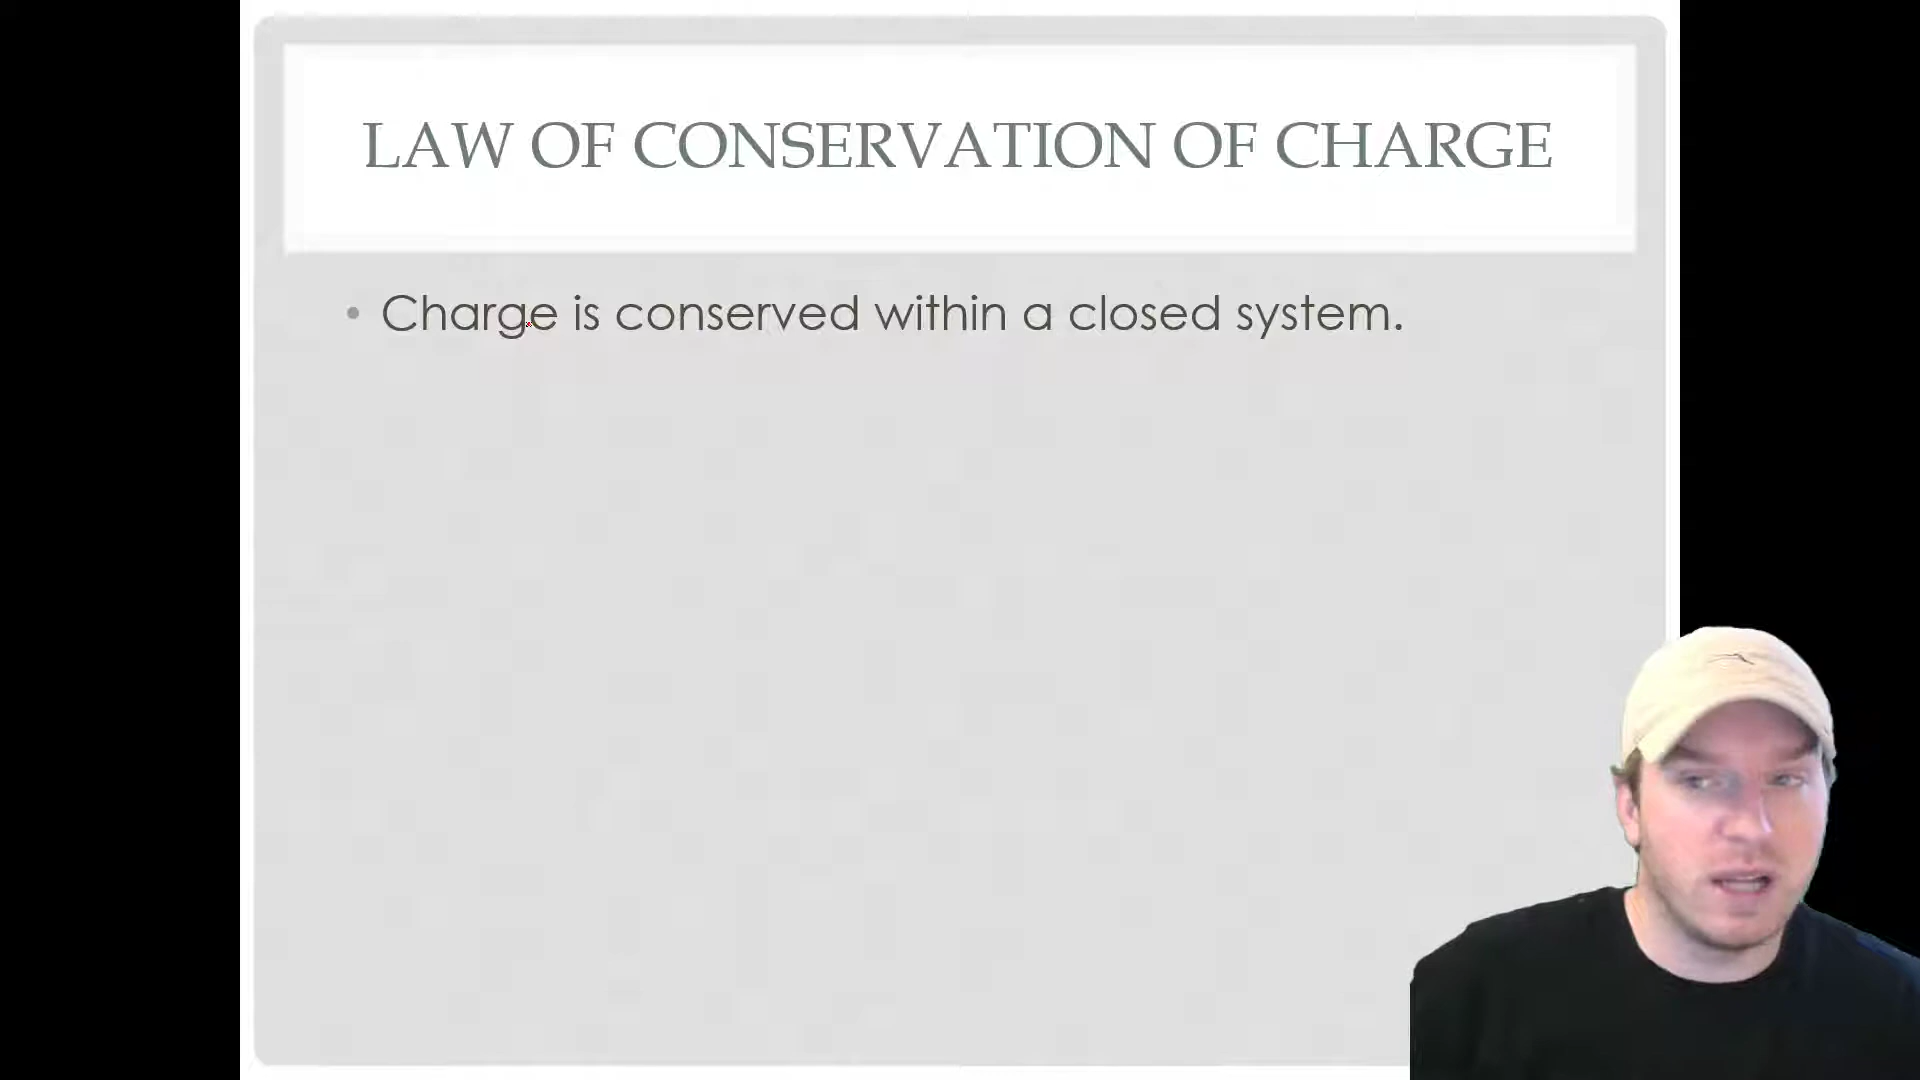 LAW OF CONSERVATION OF CHARGE
• Charge is conserved within a closed system.